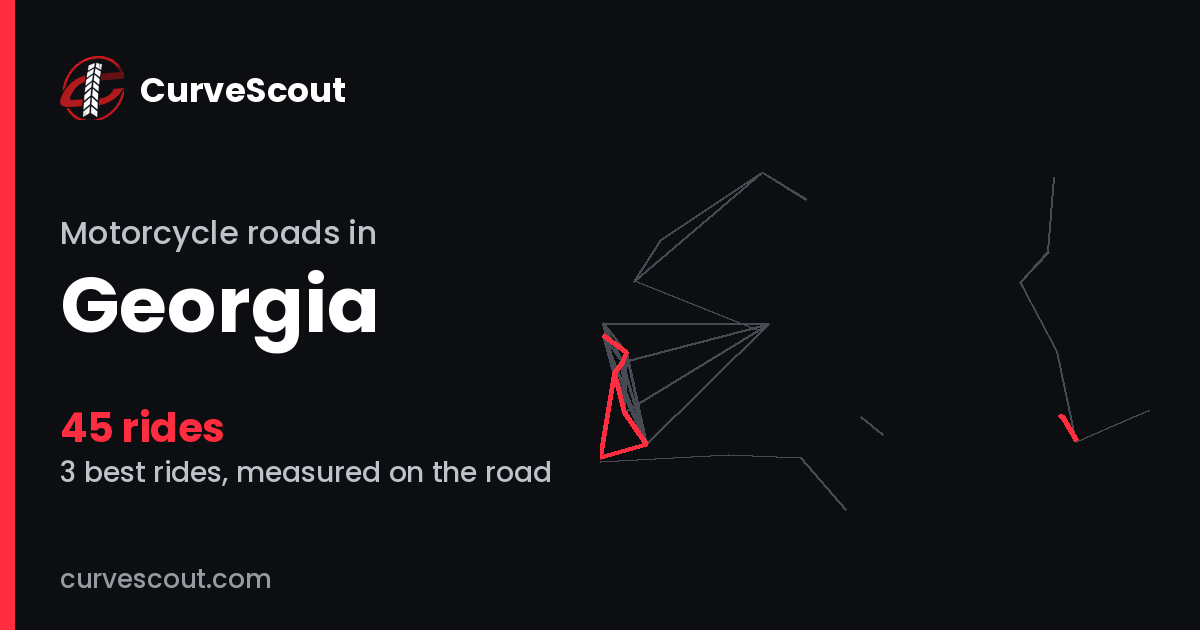 CurveScout
Motorcycle roads in
Georgia
45 rides
3 best rides, measured on the road
curvescout.com